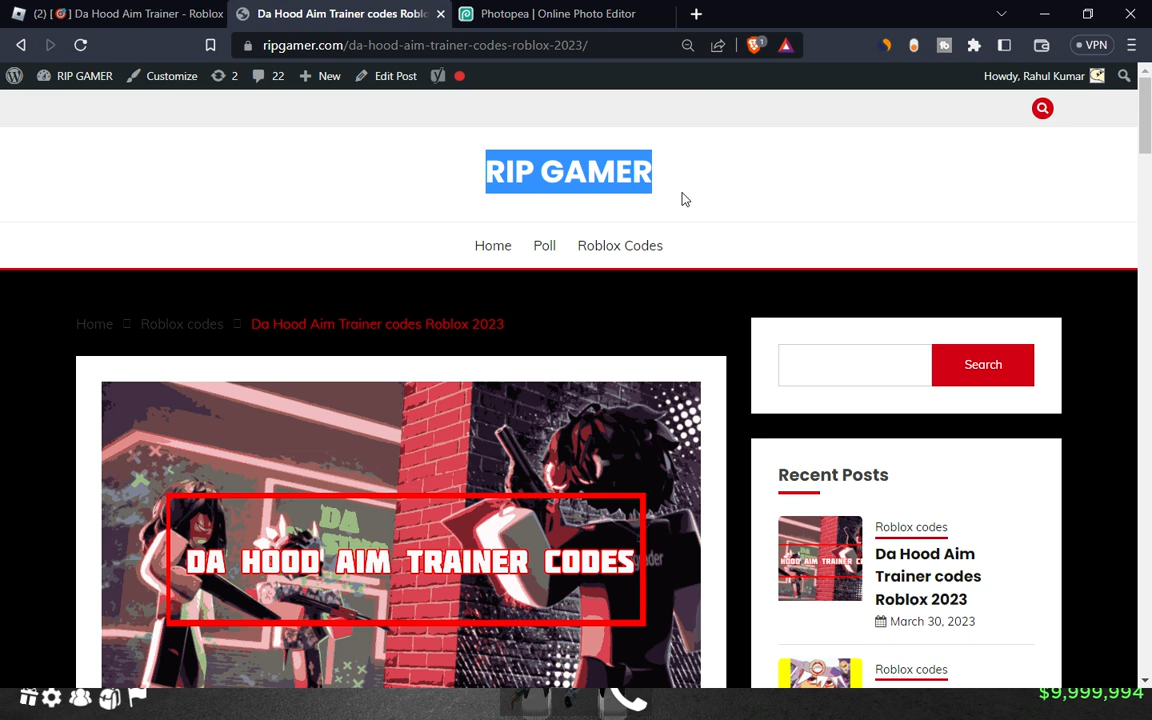 (2) [🎯] Da Hood Aim Trainer - Roblox
Da Hood Aim Trainer codes Roblo
Photopea | Online Photo Editor
ripgamer.com/da-hood-aim-trainer-codes-roblox-2023/
1
VPN
RIP GAMER
Customize
2
22
New
Edit Post
Howdy, Rahul Kumar
RIP GAMER
Home
Poll
Roblox Codes
Home
Roblox codes
Da Hood Aim Trainer codes Roblox 2023
Search
DA
DA HOOD AIM TRAINER CODES
Recent Posts
Roblox codes
Da Hood Aim
Trainer codes
Roblox 2023
March 30, 2023
Roblox codes
$9,999,994